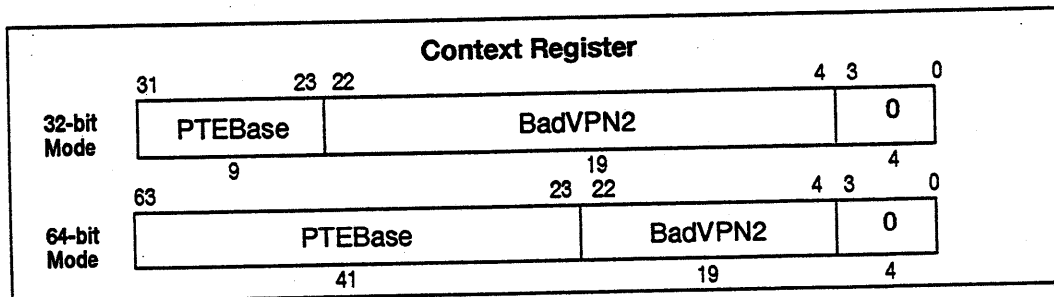 Context Register
31 23 22 4 3 0
32-bit
Mode
PTEBase BadVPN2 0
9 19 4
63 23 22 4 3 0
64-bit
Mode
PTEBase BadVPN2 0
41 19 4